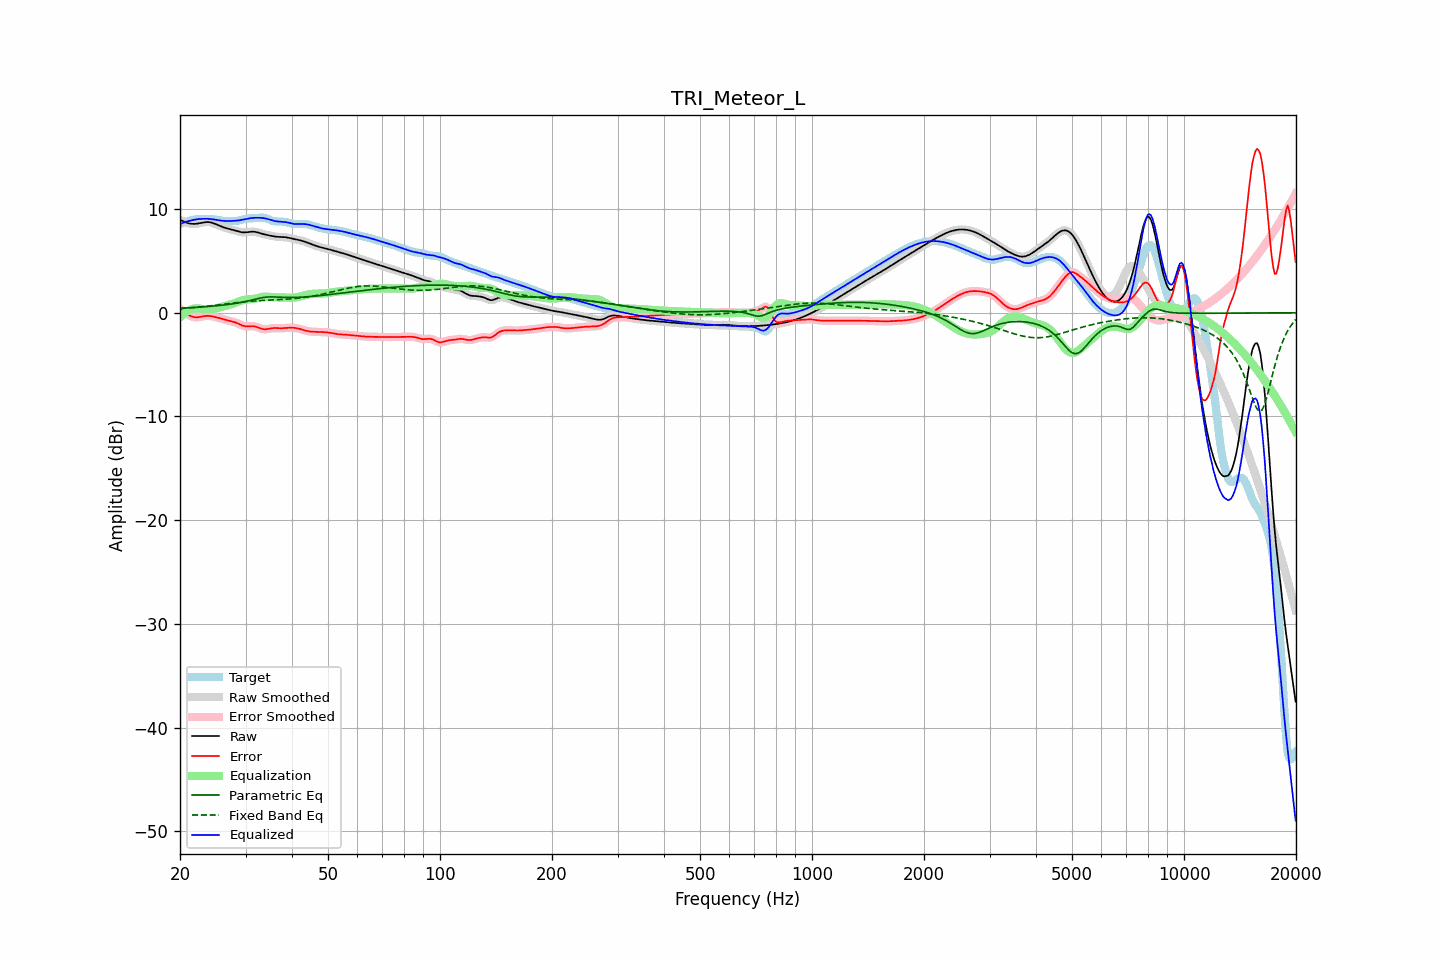 TRI_Meteor_L
10
0
−10
−20
−30
−40
−50
Amplitude (dBr)
Target
Raw Smoothed
Error Smoothed
Raw
Error
Equalization
Parametric Eq
Fixed Band Eq
Equalized
20 50 100 200 500 1000 2000 5000 10000 20000
Frequency (Hz)